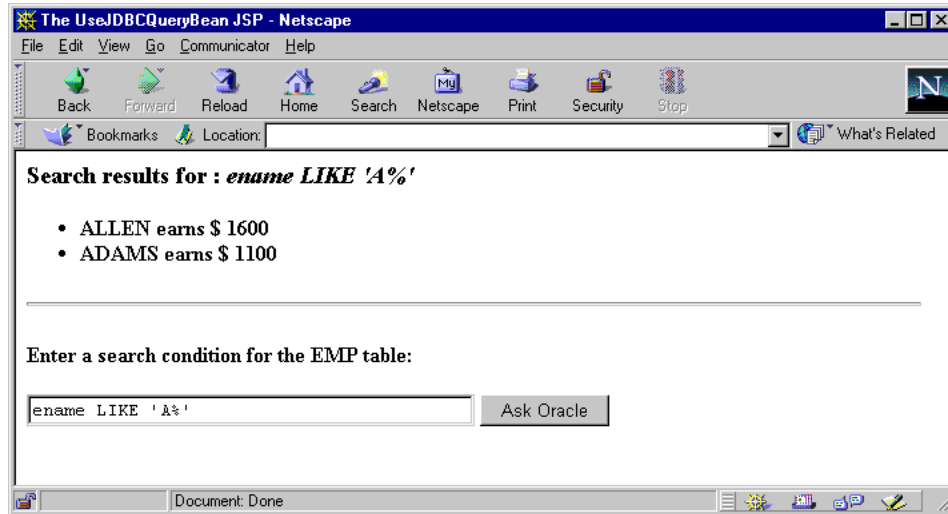 The UseJDBCQueryBean JSP - Netscape
File Edit View Go Communicator Help
Back Forward Reload Home Search Netscape Print Security Stop
My
N
Bookmarks Location: What's Related
Search results for : ename LIKE 'A%'
• ALLEN earns $ 1600
• ADAMS earns $ 1100
Enter a search condition for the EMP table:
ename LIKE 'A%' Ask Oracle
Document: Done